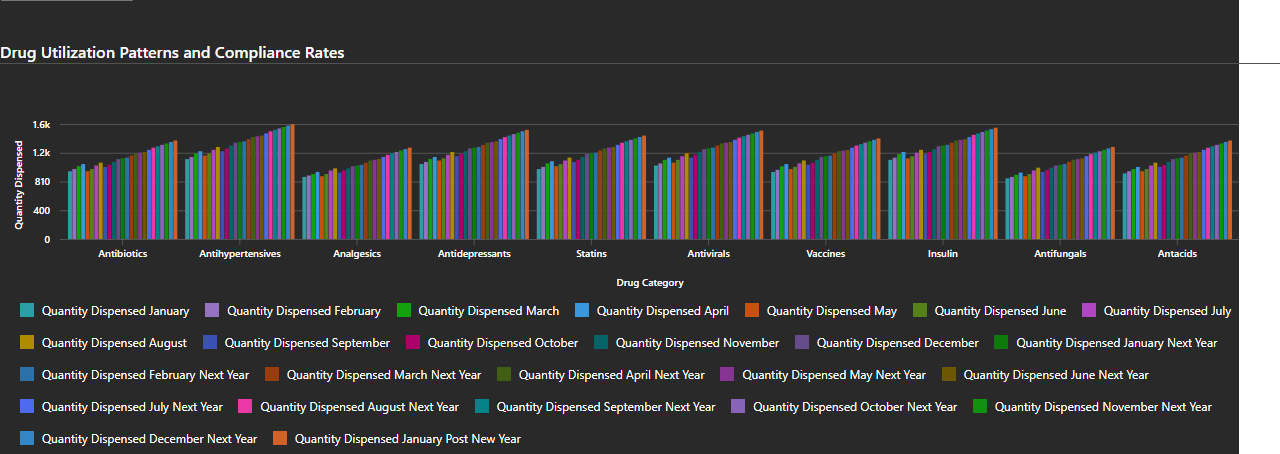 Drug Utilization Patterns and Compliance Rates
1.6k
1.2k
810
400
0
Quantity Dispensed
Antibiotics Antihypertensives Analgesics Antidepressants Statins Antivirals Vaccines Insulin Antifungals Antacids
Drug Category
Quantity Dispensed January Quantity Dispensed February Quantity Dispensed March Quantity Dispensed April Quantity Dispensed May Quantity Dispensed June Quantity Dispensed July
Quantity Dispensed August Quantity Dispensed September Quantity Dispensed October Quantity Dispensed November Quantity Dispensed December Quantity Dispensed January Next Year
Quantity Dispensed February Next Year Quantity Dispensed March Next Year Quantity Dispensed April Next Year Quantity Dispensed May Next Year Quantity Dispensed June Next Year
Quantity Dispensed July Next Year Quantity Dispensed August Next Year Quantity Dispensed September Next Year Quantity Dispensed October Next Year Quantity Dispensed November Next Year
Quantity Dispensed December Next Year Quantity Dispensed January Post New Year